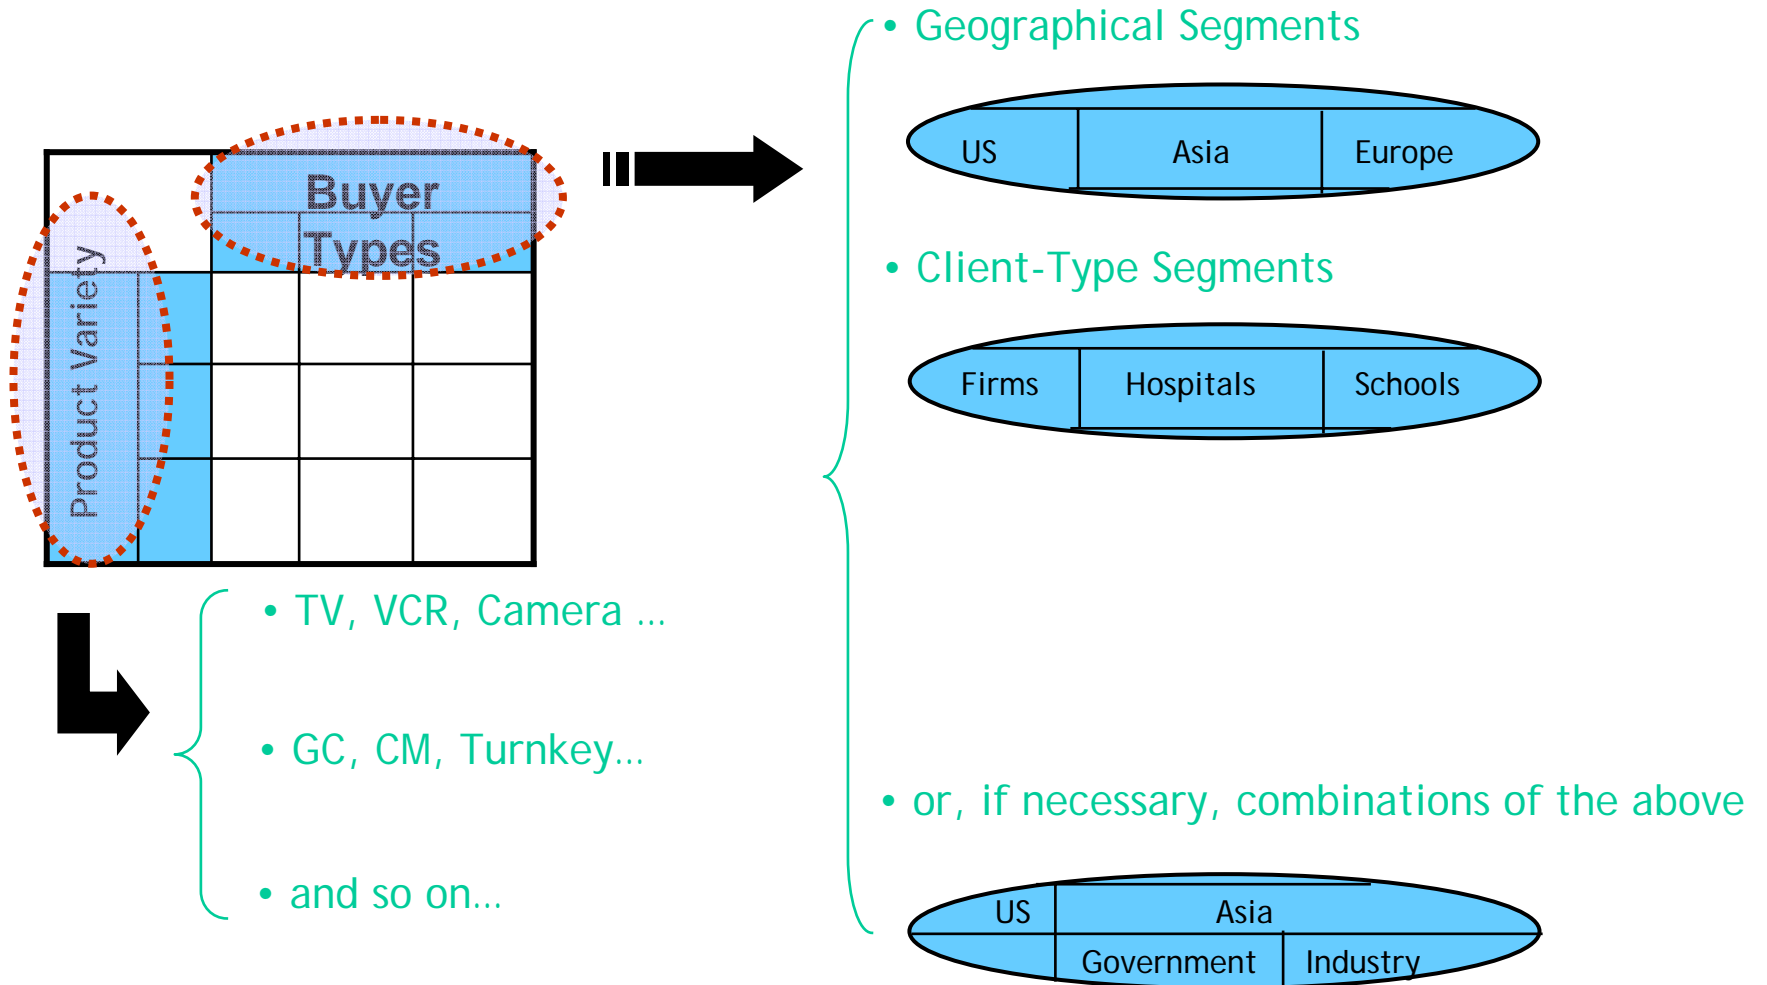 Buyer
Types
Product Variety
• TV, VCR, Camera ...
• GC, CM, Turnkey...
• and so on...
• Geographical Segments
US Asia Europe
• Client-Type Segments
Firms Hospitals Schools
• or, if necessary, combinations of the above
US Asia
Government Industry